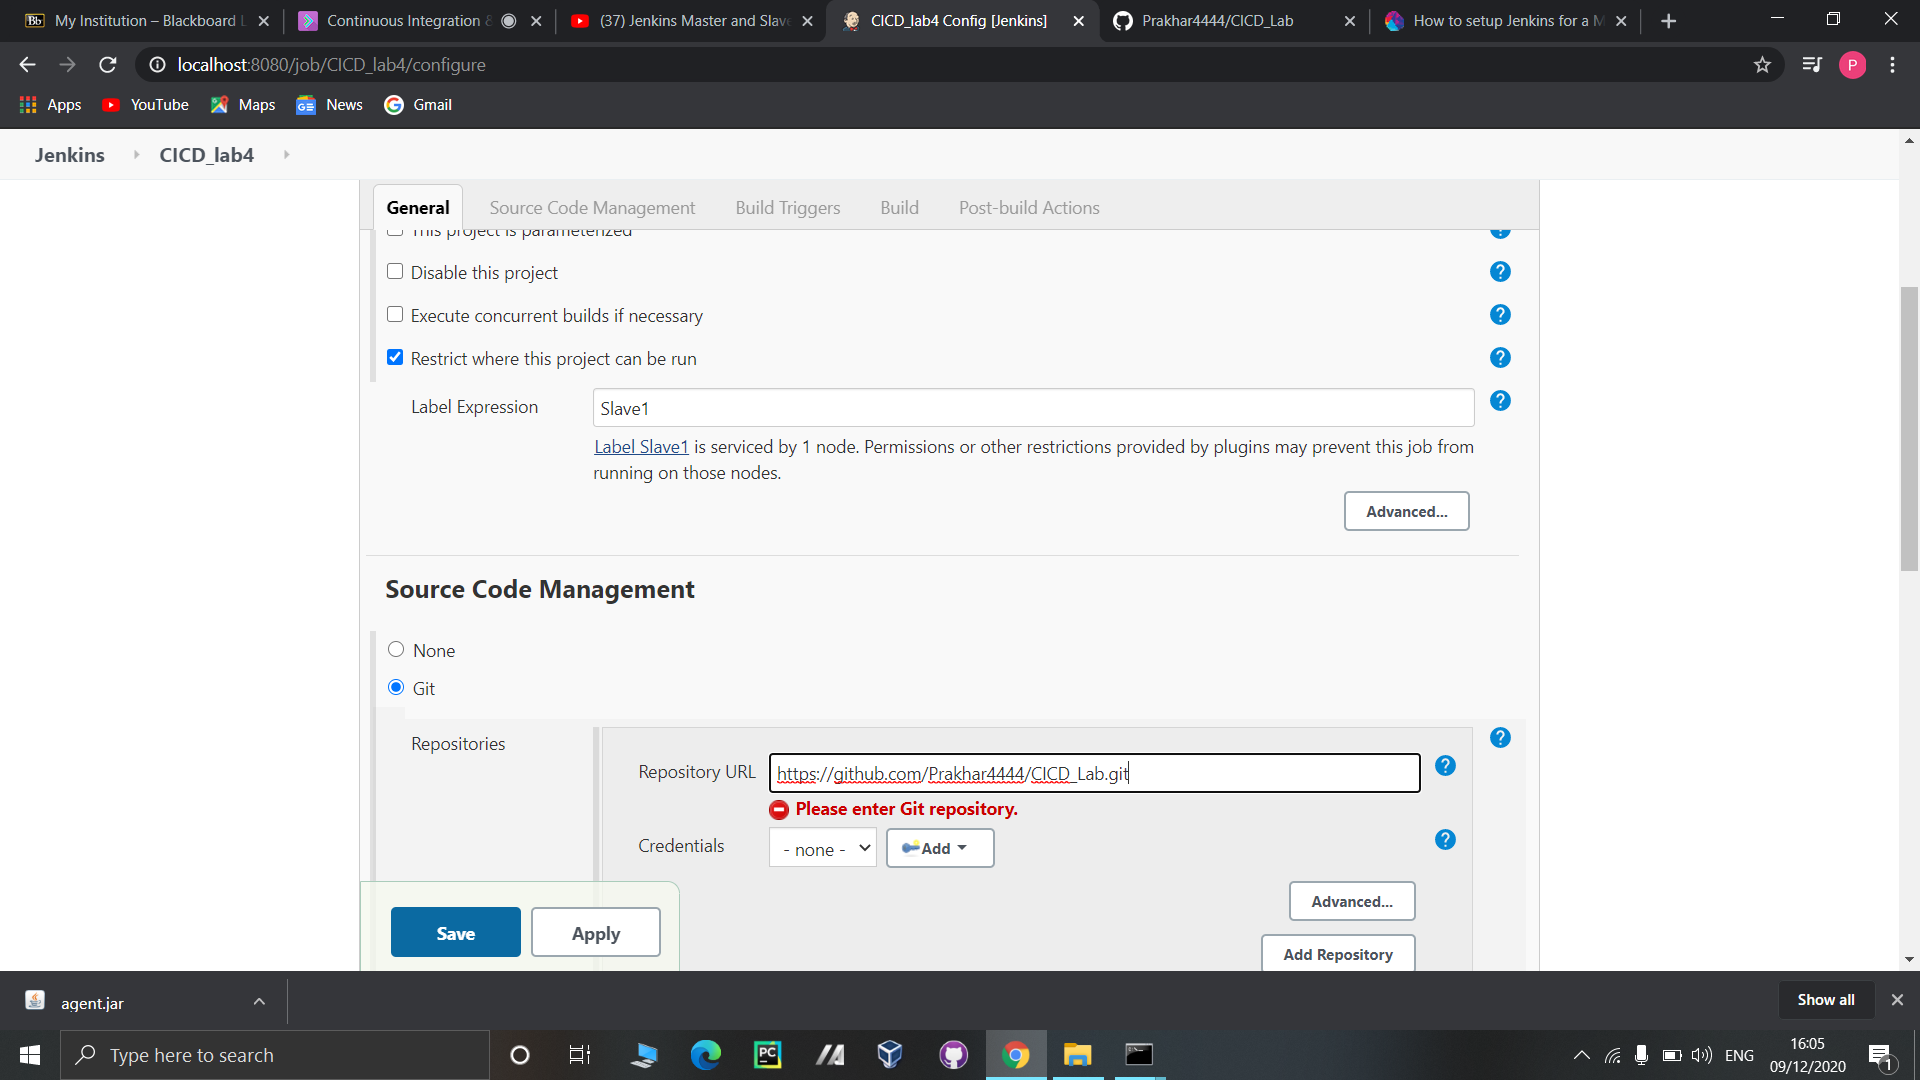 My Institution – Blackboard L
Continuous Integration &
(37) Jenkins Master and Slave
CICD_lab4 Config [Jenkins]
Prakhar4444/CICD_Lab
How to setup Jenkins for a M
localhost:8080/job/CICD_lab4/configure
P
Apps
YouTube
Maps
News
Gmail
Jenkins
CICD_lab4
General
Source Code Management
Build Triggers
Build
Post-build Actions
This project is parameterized
Disable this project
Execute concurrent builds if necessary
Restrict where this project can be run
Label Expression
Slave1
Label Slave1 is serviced by 1 node. Permissions or other restrictions provided by plugins may prevent this job from
running on those nodes.
Advanced...
Source Code Management
None
Git
Repositories
Repository URL
https://github.com/Prakhar4444/CICD_Lab.git
Please enter Git repository.
Credentials
- none -
Add
Advanced...
Save
Apply
Add Repository
agent.jar
Show all
Type here to search
ENG
16:05
09/12/2020
1